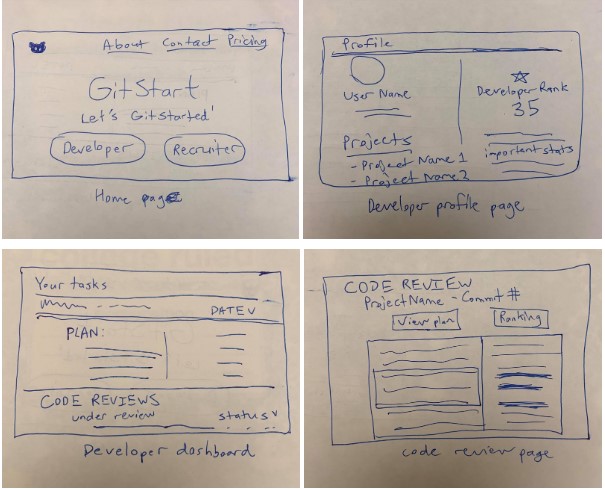 About Contact Pricing
GitStart
Let's Gitstarted'
Developer Recruiter
Home page
Profile
User Name
Developer Rank
35
Projects
- Project Name 1
- Project Name 2
important stats
Developer profile page
Your tasks
DATE V
PLAN:
CODE REVIEWS
under review
status v
Developer dashboard
CODE REVIEW
Project Name - Commit #
View plan Ranking
code review page